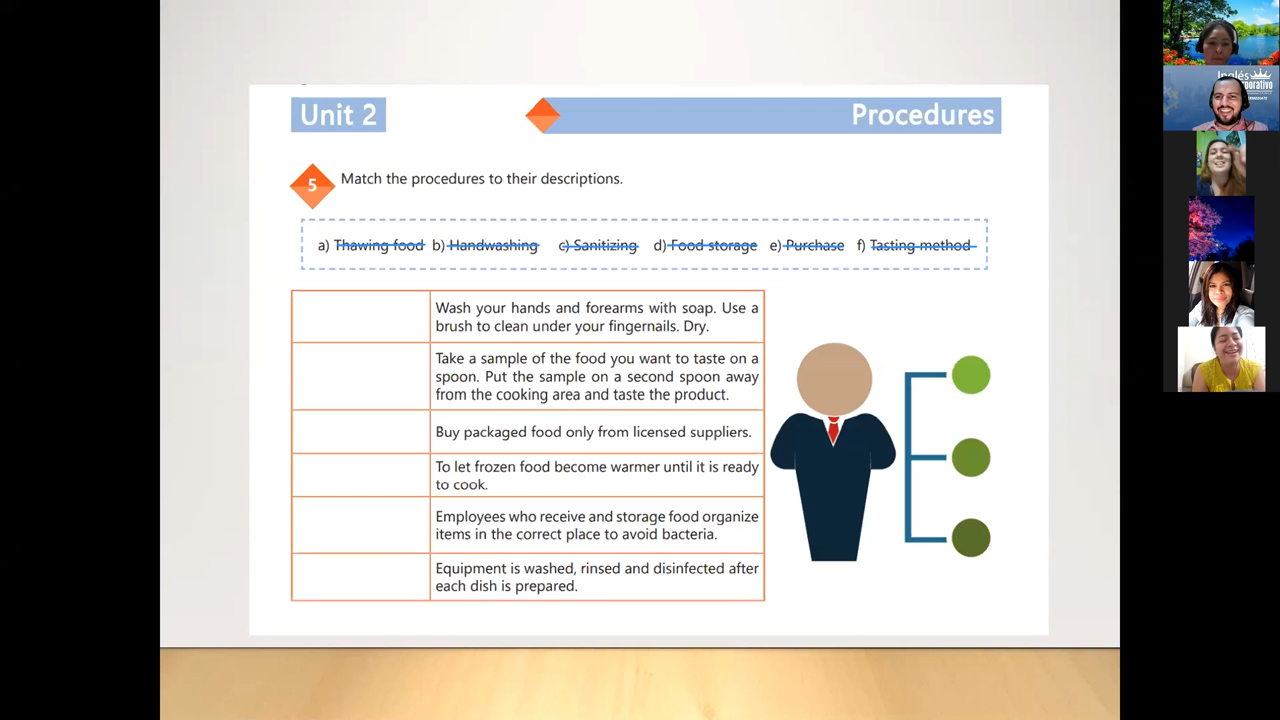 Unit 2
Procedures
5
Match the procedures to their descriptions.
a) Thawing food b) Handwashing c) Sanitizing d) Food storage e) Purchase f) Tasting method
Wash your hands and forearms with soap. Use a
brush to clean under your fingernails. Dry.
Take a sample of the food you want to taste on a
spoon. Put the sample on a second spoon away
from the cooking area and taste the product.
Buy packaged food only from licensed suppliers.
To let frozen food become warmer until it is ready
to cook.
Employees who receive and storage food organize
items in the correct place to avoid bacteria.
Equipment is washed, rinsed and disinfected after
each dish is prepared.
Inglés